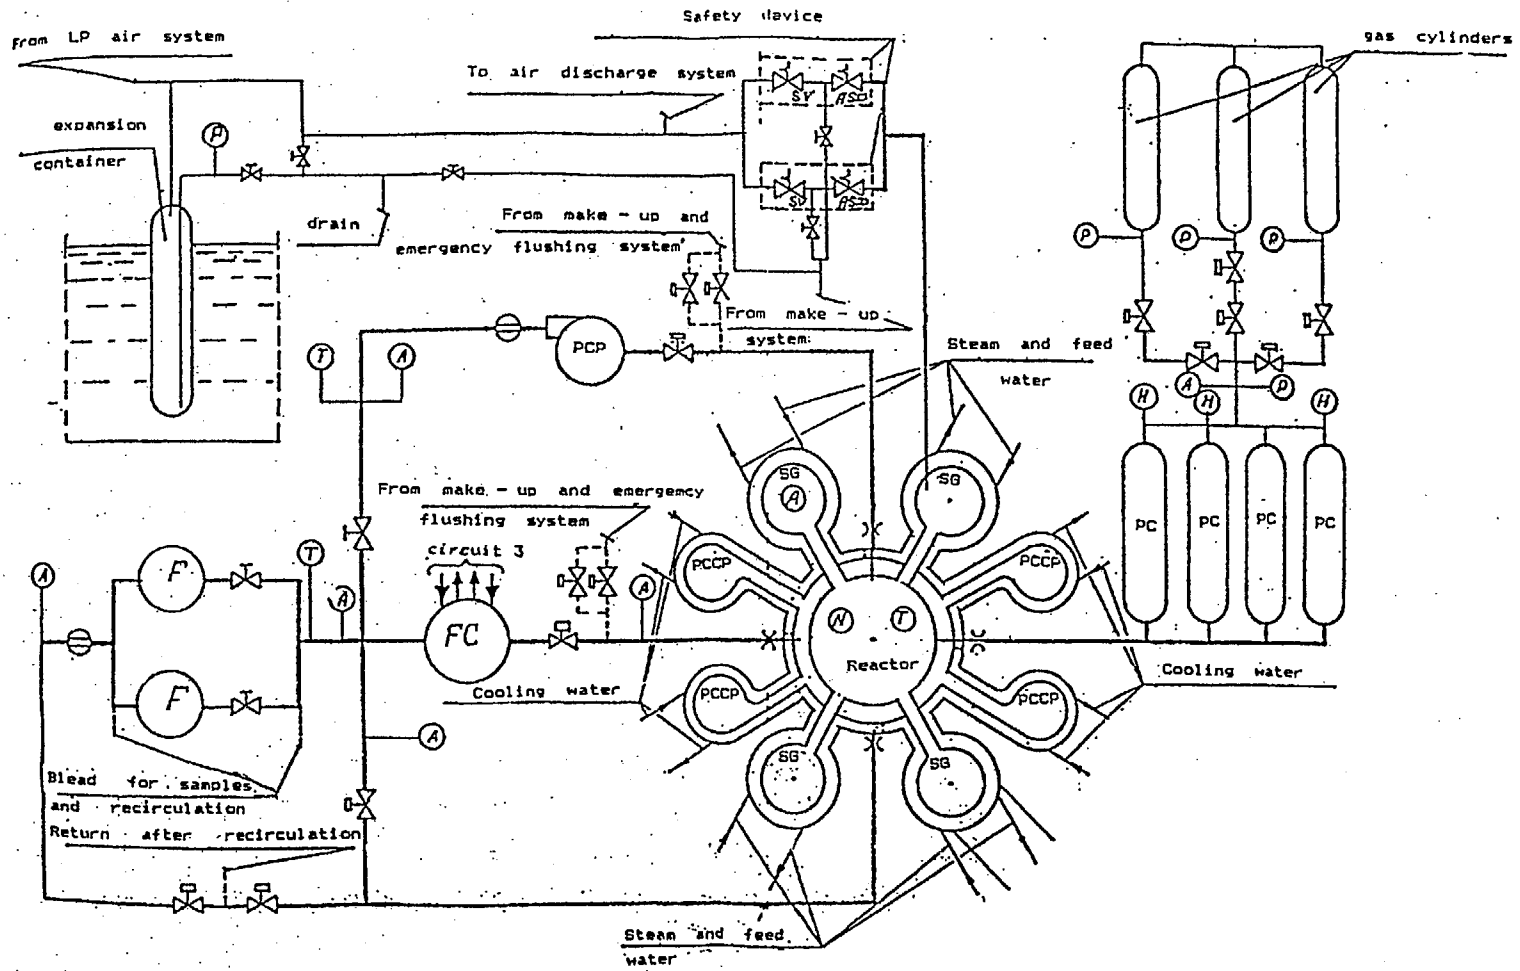 Safety device
From LP air system
gas cylinders
To air discharge system
SV
ASD
expansion
container
P
SV
ASD
drain
From make - up and
emergency flushing system
P
P
P
From make - up
system:
PCP
Steam and feed
water
T
A
A
P
H
H
H
SG
A
SG
From make - up and emergency
flushing system
circuit 3
PC
PC
PC
PC
T
A
F
A
A
PCCP
PCCP
FC
N
T
Reactor
Cooling water
Cooling water
F
PCCP
PCCP
A
SG
SG
Blead for samples
and recirculation
Return after recirculation
Steam and feed
water